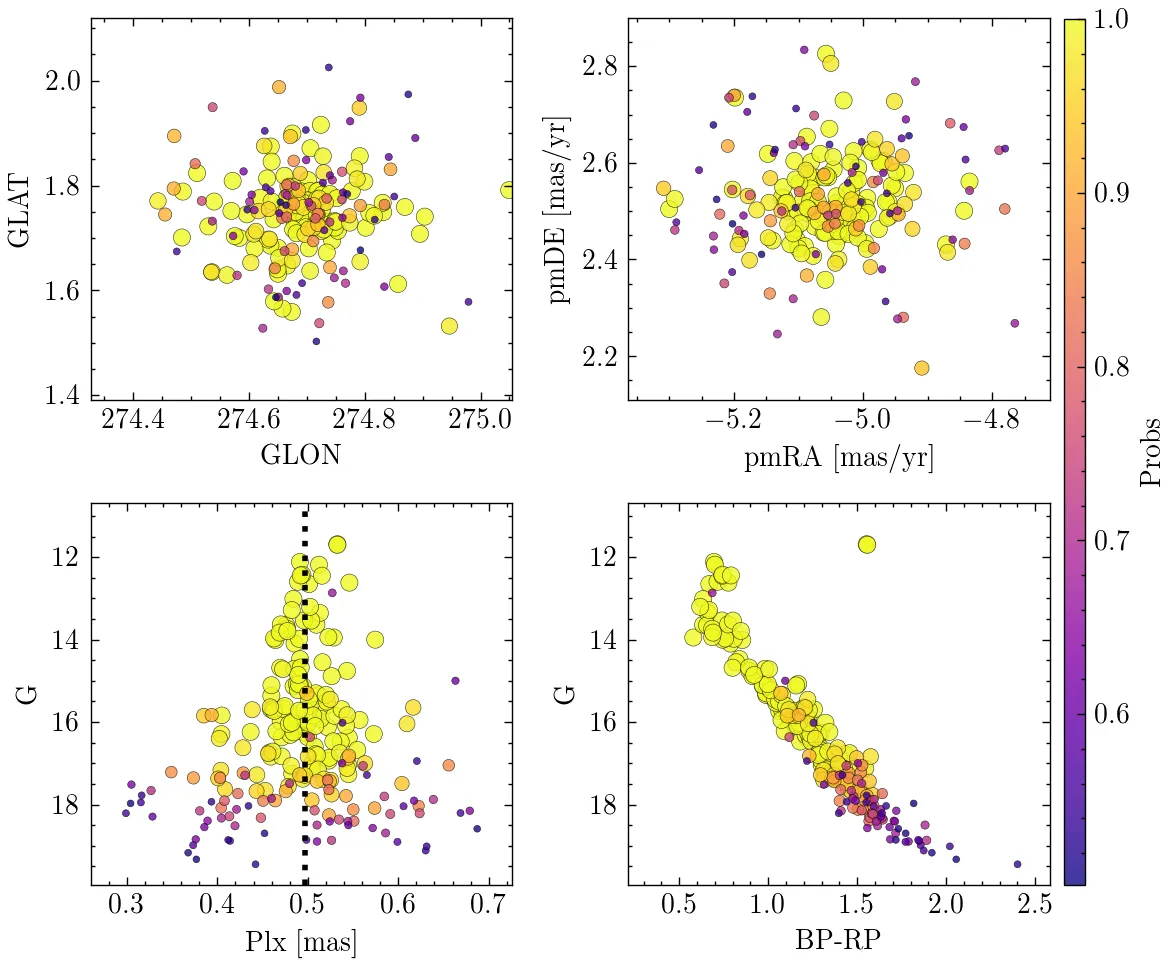 2.0
1.8
1.6
1.4
GLAT
274.4 274.6 274.8 275.0
GLON
2.8
2.6
2.4
2.2
pmDE [mas/yr]
−5.2 −5.0 −4.8
pmRA [mas/yr]
1.0
0.9
0.8
0.7
0.6
Probs
12
14
16
18
G
0.3 0.4 0.5 0.6 0.7
Plx [mas]
12
14
16
18
G
0.5 1.0 1.5 2.0 2.5
BP-RP